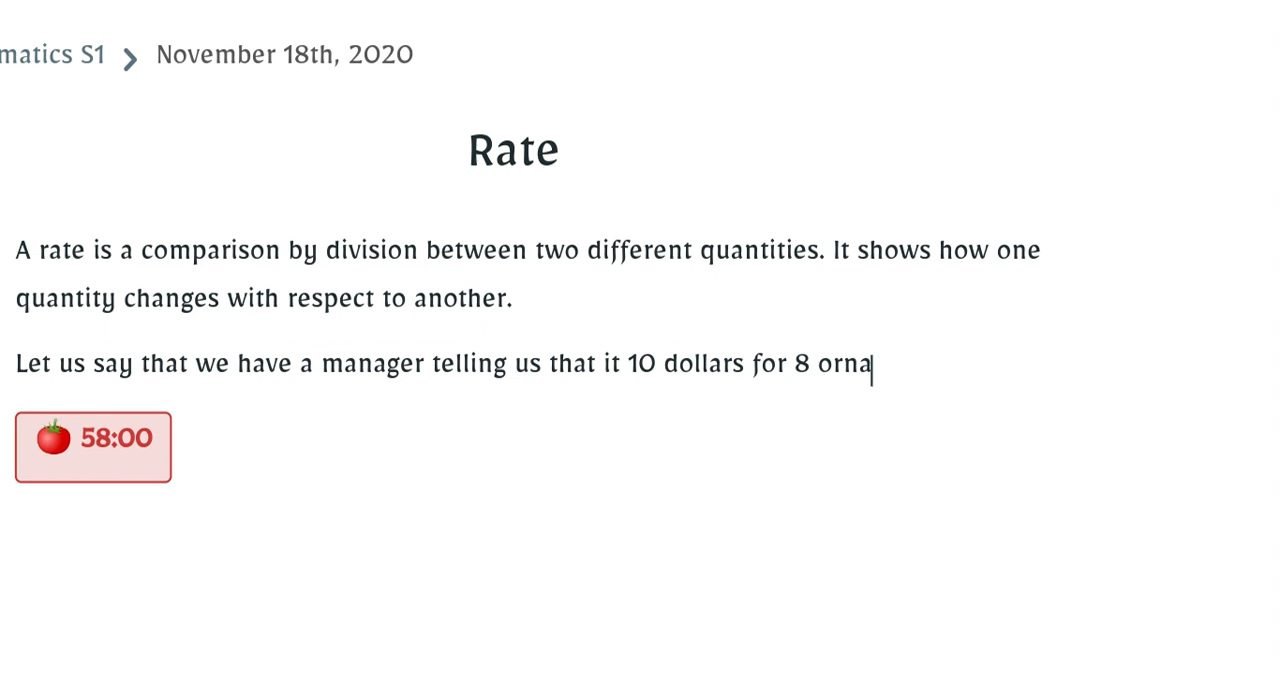 matics S1 > November 18th, 2020
Rate
A rate is a comparison by division between two different quantities. It shows how one
quantity changes with respect to another.
Let us say that we have a manager telling us that it 10 dollars for 8 orna
58:00